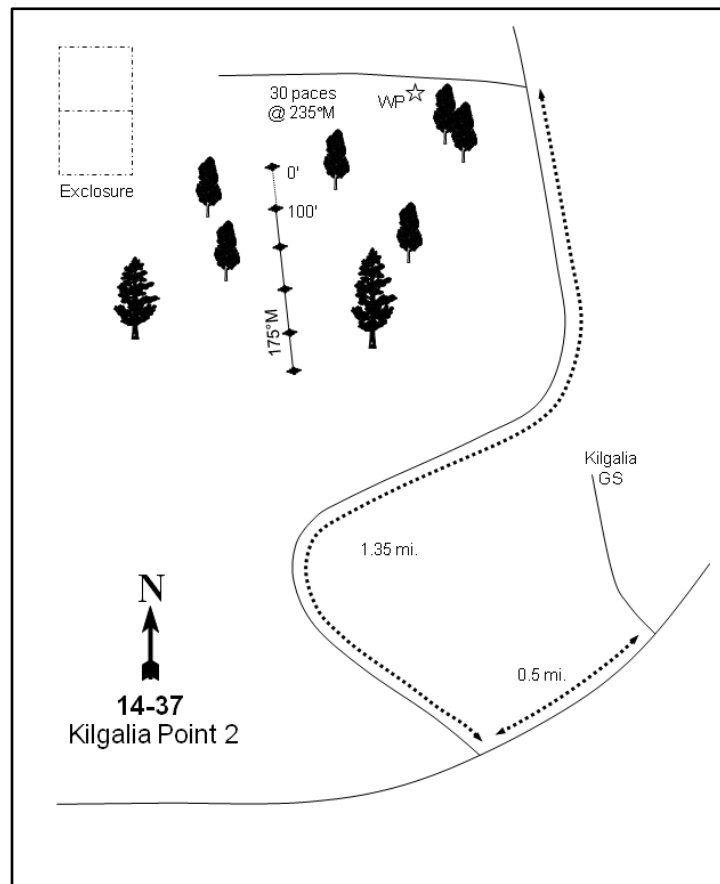 30 paces
@ 235°M
WP
0'
Exclosure
100'
175°M
Kilgalia
GS
1.35 mi.
N
0.5 mi.
14-37
Kilgalia Point 2